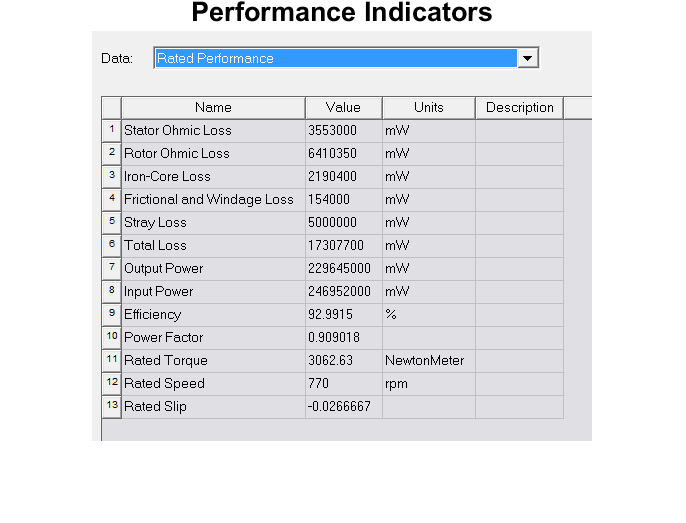 Performance Indicators
Data: Rated Performance
Name Value Units Description
1 Stator Ohmic Loss 3553000 mW
2 Rotor Ohmic Loss 6410350 mW
3 Iron-Core Loss 2190400 mW
4 Frictional and Windage Loss 154000 mW
5 Stray Loss 5000000 mW
6 Total Loss 17307700 mW
7 Output Power 229645000 mW
8 Input Power 246952000 mW
9 Efficiency 92.9915 %
10 Power Factor 0.909018
11 Rated Torque 3062.63 NewtonMeter
12 Rated Speed 770 rpm
13 Rated Slip -0.0266667